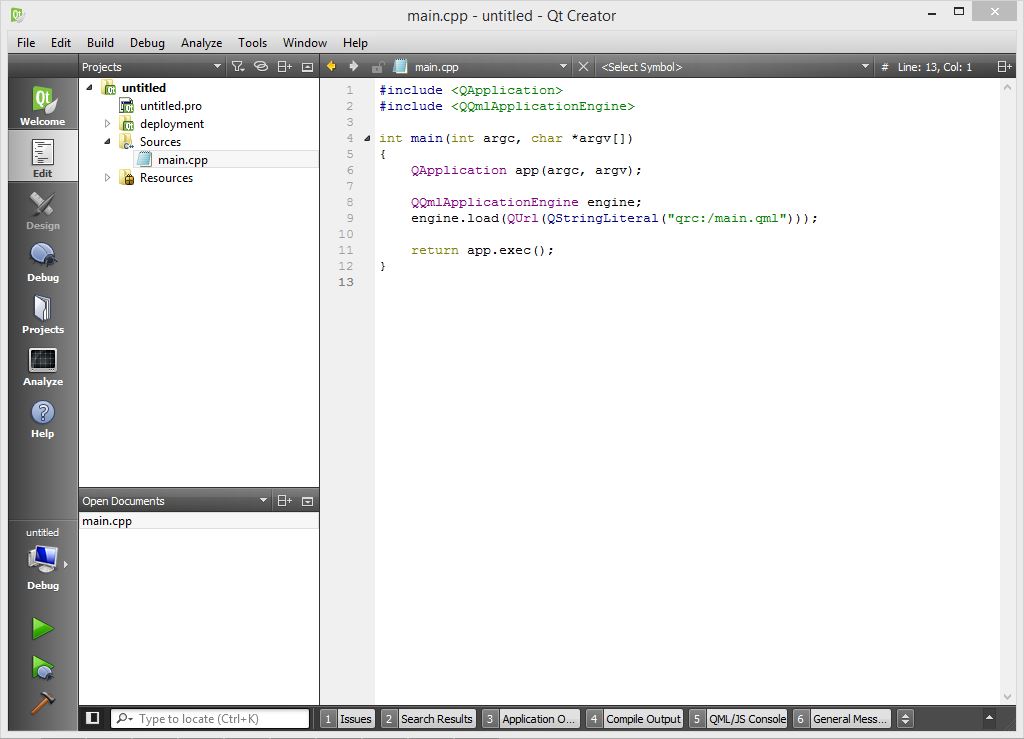 main.cpp - untitled - Qt Creator
File Edit Build Debug Analyze Tools Window Help
Projects
main.cpp
<Select Symbol>
# Line: 13, Col: 1
Qt
Welcome
Edit
Design
Debug
Projects
Analyze
Help
untitled
Debug
untitled
untitled.pro
deployment
Sources
main.cpp
Resources
Open Documents
main.cpp
1 #include <QApplication>
2 #include <QQmlApplicationEngine>
3
4 int main(int argc, char *argv[])
5 {
6     QApplication app(argc, argv);
7
8     QQmlApplicationEngine engine;
9     engine.load(QUrl(QStringLiteral("qrc:/main.qml")));
10
11     return app.exec();
12 }
13
Type to locate (Ctrl+K)
1 Issues 2 Search Results 3 Application O... 4 Compile Output 5 QML/JS Console 6 General Mess...